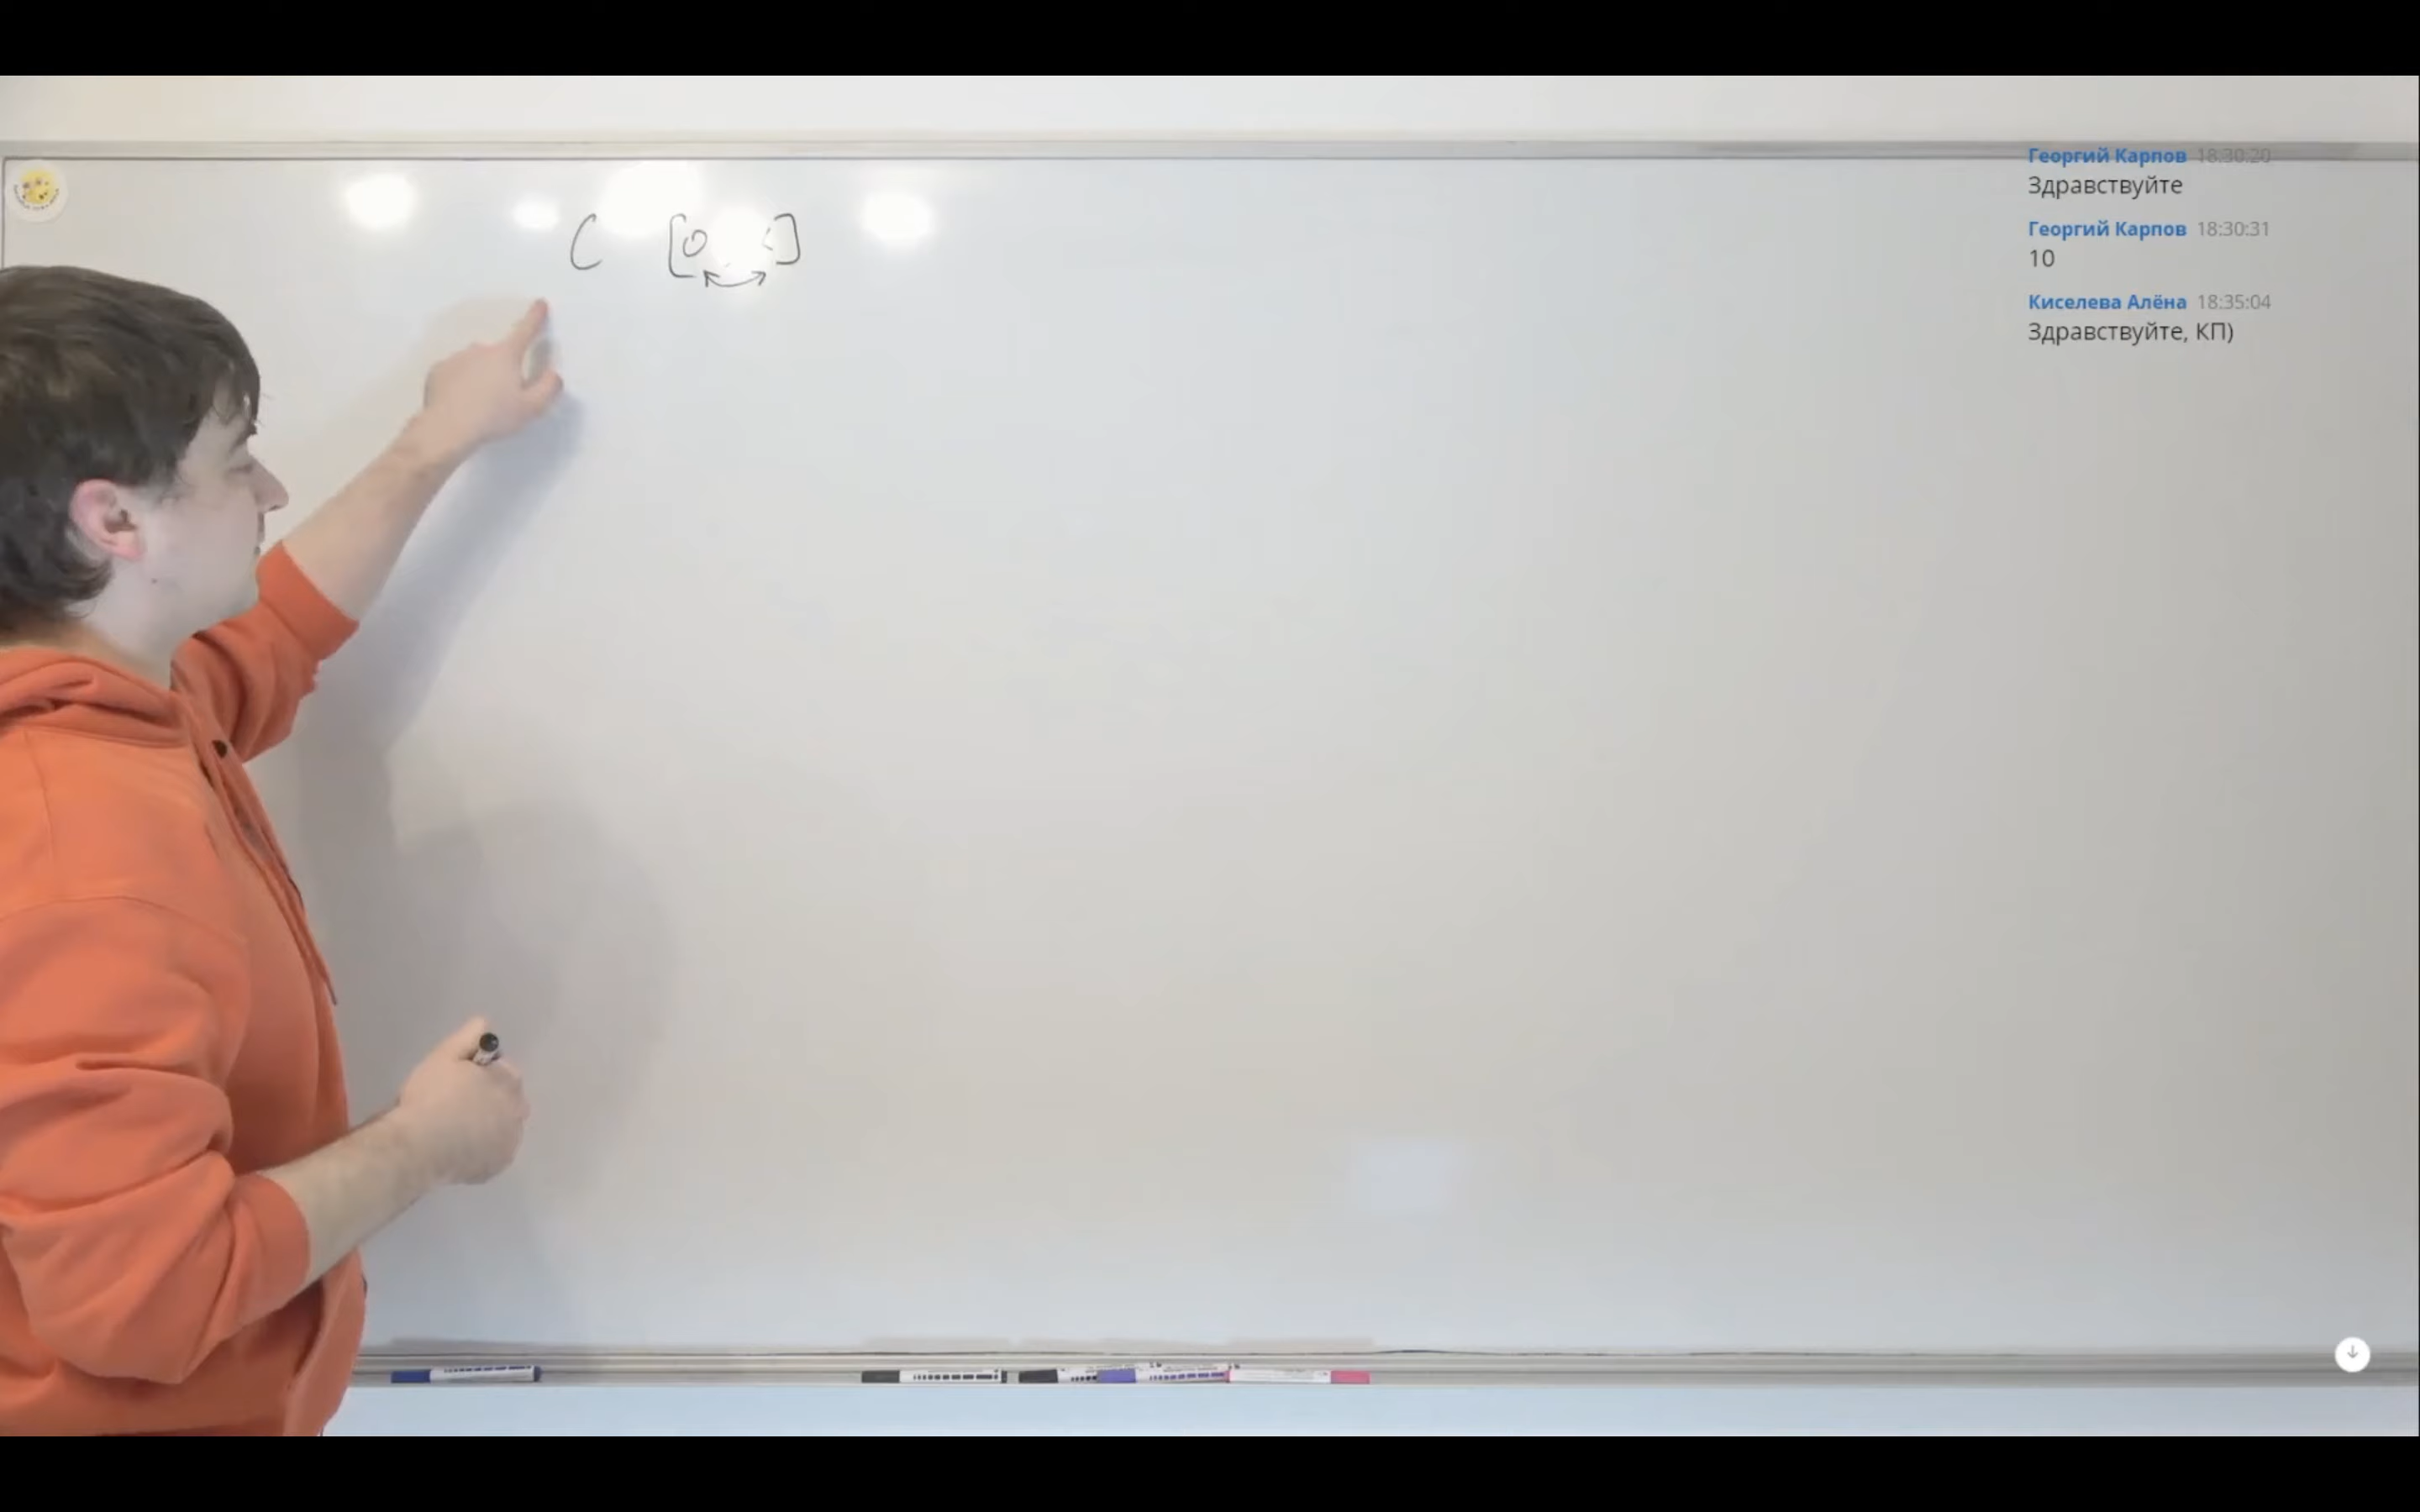 C [0, ]
Георгий Карпов 18:30:20
Здравствуйте
Георгий Карпов 18:30:31
10
Киселева Алёна 18:35:04
Здравствуйте, КП)